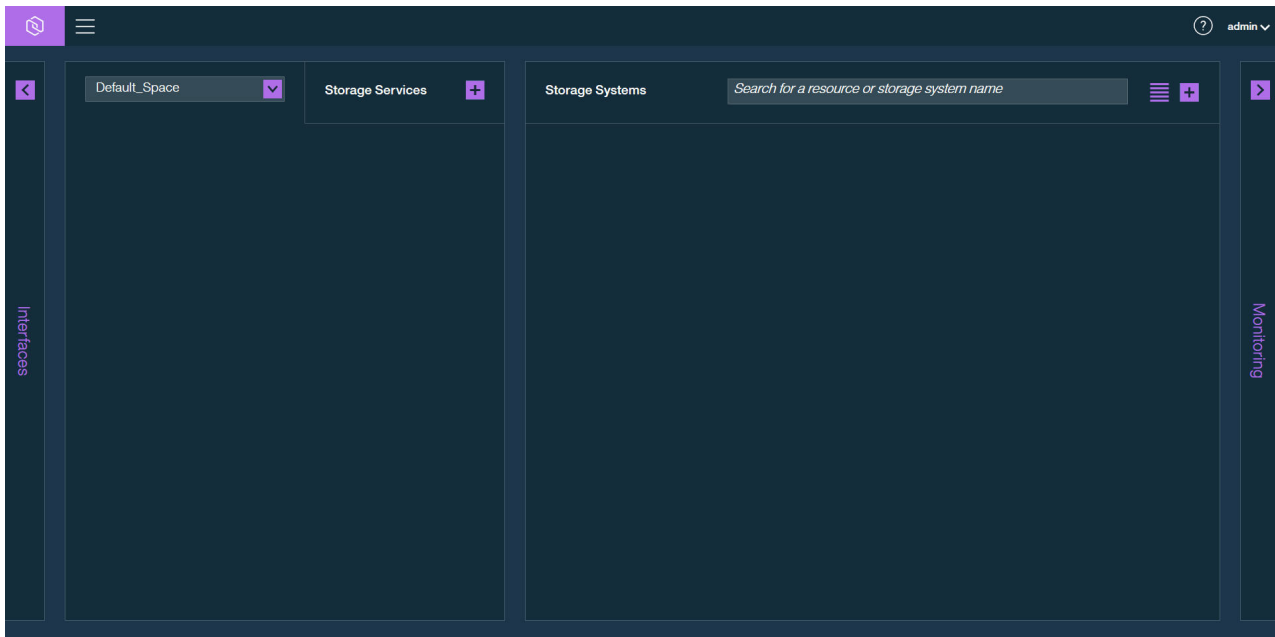 ? admin
Default_Space
Storage Services
Storage Systems
Search for a resource or storage system name
Interfaces
Monitoring